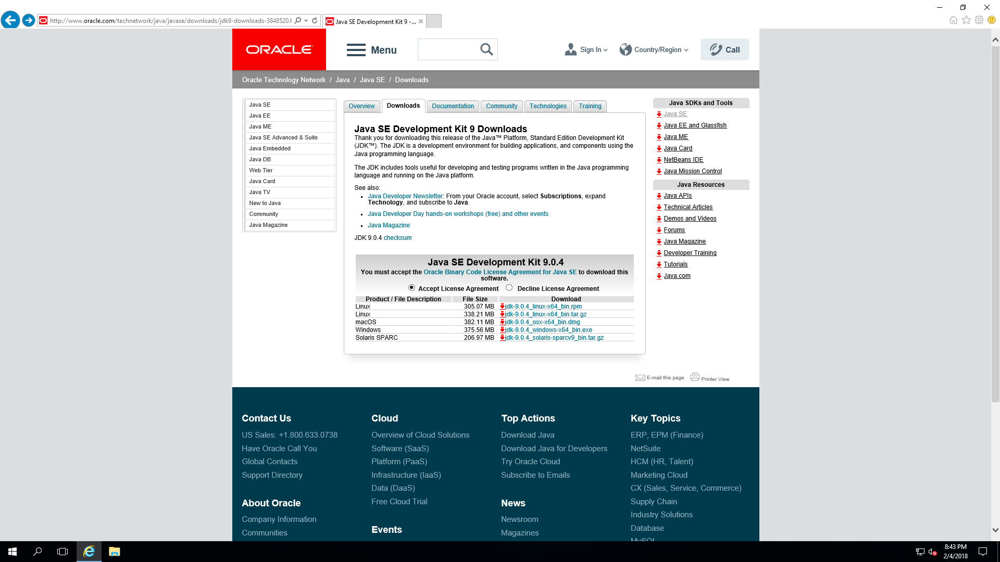 http://www.oracle.com/technetwork/java/javase/downloads/jdk9-downloads-3848520.h
Java SE Development Kit 9 -...
ORACLE
Menu
Sign In
Country/Region
Call
Oracle Technology Network / Java / Java SE / Downloads
Java SE
Java EE
Java ME
Java SE Advanced & Suite
Java Embedded
Java DB
Web Tier
Java Card
Java TV
New to Java
Community
Java Magazine
Overview
Downloads
Documentation
Community
Technologies
Training
Java SE Development Kit 9 Downloads
Thank you for downloading this release of the Java™ Platform, Standard Edition Development Kit
(JDK™). The JDK is a development environment for building applications, and components using the
Java programming language.
The JDK includes tools useful for developing and testing programs written in the Java programming
language and running on the Java platform.
See also:
Java Developer Newsletter: From your Oracle account, select Subscriptions, expand
Technology, and subscribe to Java.
Java Developer Day hands-on workshops (free) and other events
Java Magazine
JDK 9.0.4 checksum
Java SE Development Kit 9.0.4
You must accept the Oracle Binary Code License Agreement for Java SE to download this
software.
Accept License Agreement Decline License Agreement
Product / File Description File Size Download
Linux 305.07 MB jdk-9.0.4_linux-x64_bin.rpm
Linux 338.21 MB jdk-9.0.4_linux-x64_bin.tar.gz
macOS 382.11 MB jdk-9.0.4_osx-x64_bin.dmg
Windows 375.56 MB jdk-9.0.4_windows-x64_bin.exe
Solaris SPARC 206.97 MB jdk-9.0.4_solaris-sparcv9_bin.tar.gz
Java SDKs and Tools
Java SE
Java EE and Glassfish
Java ME
Java Card
NetBeans IDE
Java Mission Control
Java Resources
Java APIs
Technical Articles
Demos and Videos
Forums
Java Magazine
Developer Training
Tutorials
Java.com
E-mail this page Printer View
Contact Us
US Sales: +1.800.633.0738
Have Oracle Call You
Global Contacts
Support Directory
About Oracle
Company Information
Communities
Cloud
Overview of Cloud Solutions
Software (SaaS)
Platform (PaaS)
Infrastructure (IaaS)
Data (DaaS)
Free Cloud Trial
Events
Top Actions
Download Java
Download Java for Developers
Try Oracle Cloud
Subscribe to Emails
News
Newsroom
Magazines
Key Topics
ERP, EPM (Finance)
NetSuite
HCM (HR, Talent)
Marketing Cloud
CX (Sales, Service, Commerce)
Supply Chain
Industry Solutions
Database
MySQL
8:43 PM
2/4/2018